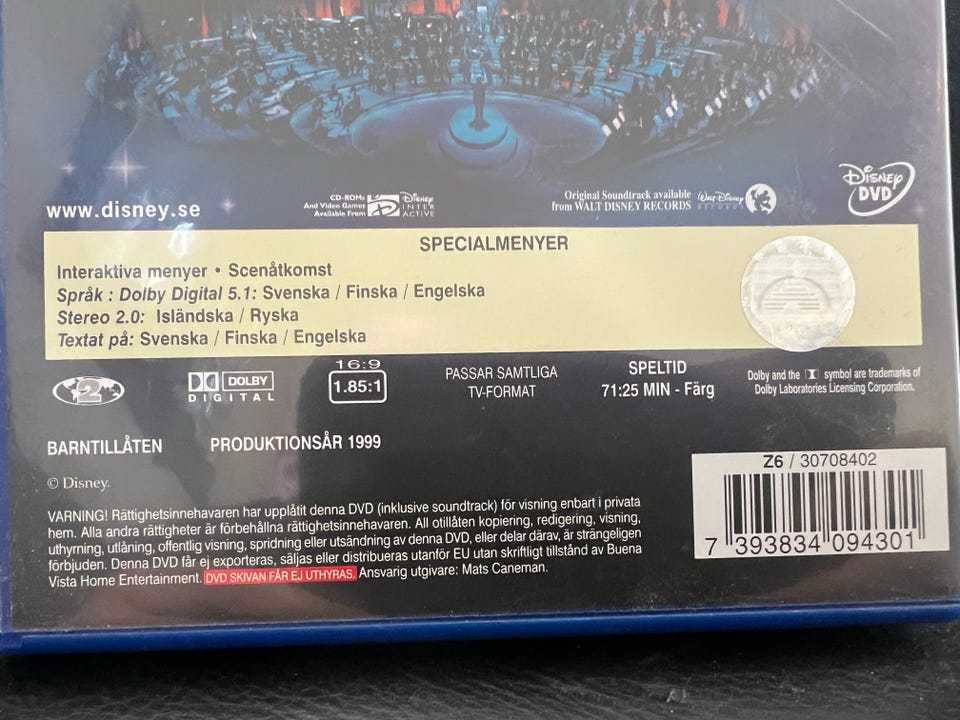 www.disney.se
CD-ROMs
And Video Games
Available From
DISNEY
INTER
ACTIVE
Original Soundtrack available
from WALT DISNEY RECORDS
WALT DISNEY
RECORDS
DISNEY
DVD
SPECIALMENYER
Interaktiva menyer • Scenåtkomst
Språk : Dolby Digital 5.1: Svenska / Finska / Engelska
Stereo 2.0: Isländska / Ryska
Textat på: Svenska / Finska / Engelska
2
DOLBY
DIGITAL
16:9
1.85:1
PASSAR SAMTLIGA
TV-FORMAT
SPELTID
71:25 MIN - Färg
Dolby and the symbol are trademarks of
Dolby Laboratories Licensing Corporation.
BARNTILLÅTEN PRODUKTIONSÅR 1999
© Disney.
VARNING! Rättighetsinnehavaren har upplåtit denna DVD (inklusive soundtrack) för visning enbart i privata
hem. Alla andra rättigheter är förbehållna rättighetsinnehavaren. All otillåten kopiering, redigering, visning,
uthyrning, utlåning, offentlig visning, spridning eller utsändning av denna DVD, eller delar därav, är strängeligen
förbjuden. Denna DVD får ej exporteras, säljas eller distribueras utanför EU utan skriftligt tillstånd av Buena
Vista Home Entertainment. DVD SKIVAN FÅR EJ UTHYRAS. Ansvarig utgivare: Mats Caneman.
Z6 / 30708402
7 393834 094301